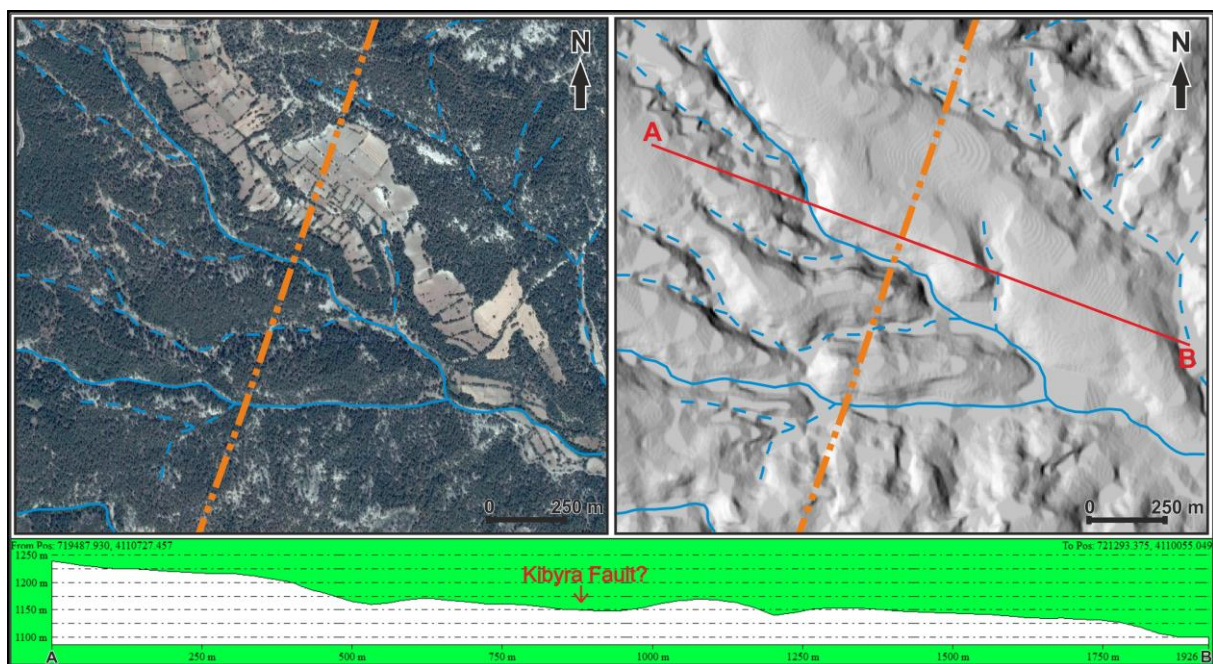 N
0 250 m
N
A
B
0 250 m
From Pos: 719487.930, 4110727.457
To Pos: 721293.375, 4110055.049
1250 m
1200 m
1150 m
1100 m
Kibyra Fault?
A
250 m
500 m
750 m
1000 m
1250 m
1500 m
1750 m
1926
B